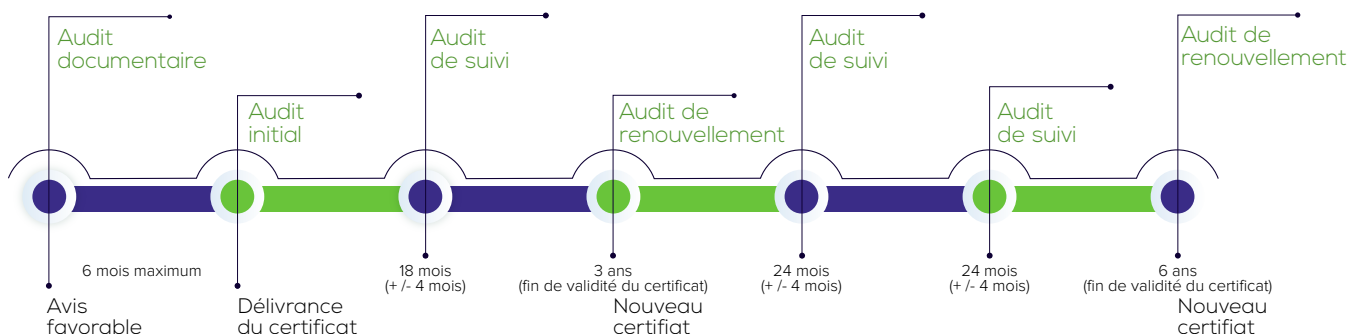 Audit
documentaire
Audit
initial
Audit
de suivi
Audit de
renouvellement
Audit
de suivi
Audit
de suivi
Audit de
renouvellement
6 mois maximum
18 mois
(+ /- 4 mois)
3 ans
(fin de validité du certificat)
24 mois
(+ /- 4 mois)
24 mois
(+ /- 4 mois)
6 ans
(fin de validité du certificat)
Avis
favorable
Délivrance
du certificat
Nouveau
certifiat
Nouveau
certifiat